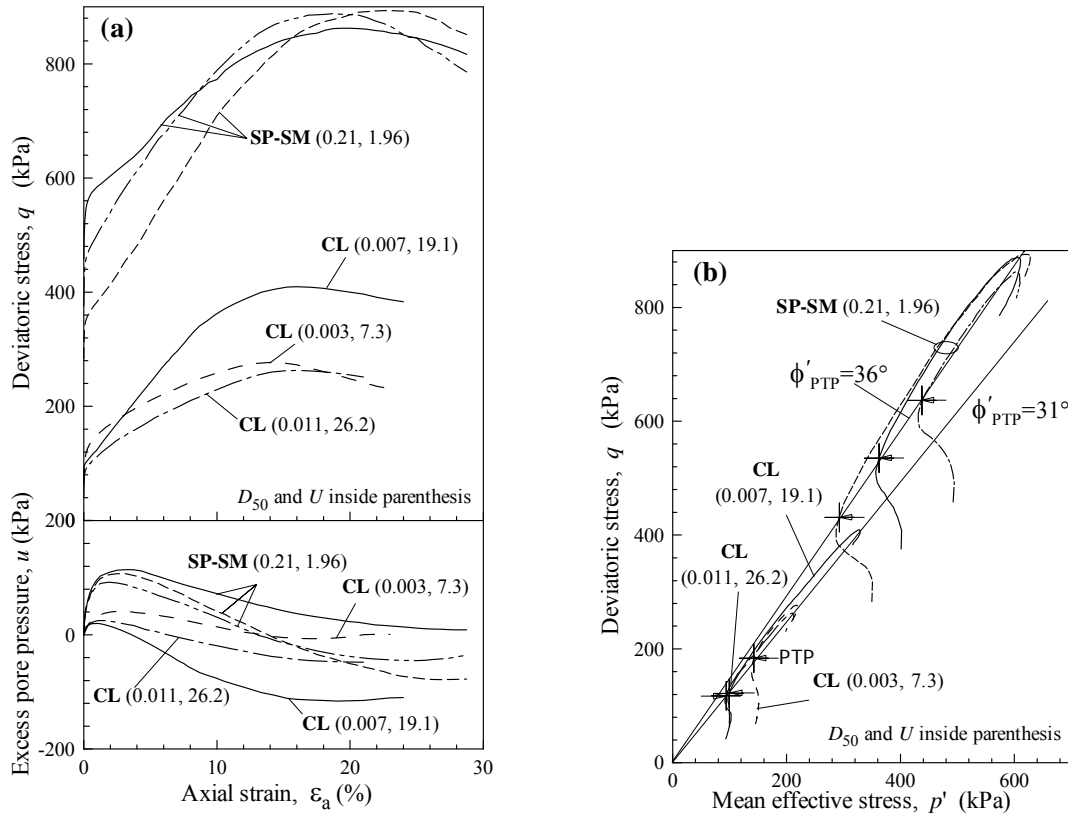 (a)
800
600
400
200
Deviatoric stress, q (kPa)
SP-SM (0.21, 1.96)
CL (0.007, 19.1)
CL (0.003, 7.3)
CL (0.011, 26.2)
D50 and U inside parenthesis
200
0
-200
Excess pore pressure, u (kPa)
SP-SM (0.21, 1.96)
CL (0.003, 7.3)
CL (0.011, 26.2)
CL (0.007, 19.1)
0 10 20 30
Axial strain, εa (%)
(b)
800
600
400
200
0
Deviatoric stress, q (kPa)
SP-SM (0.21, 1.96)
ϕ′PTP=36°
ϕ′PTP=31°
CL
(0.007, 19.1)
CL
(0.011, 26.2)
PTP
CL (0.003, 7.3)
D50 and U inside parenthesis
0 200 400 600
Mean effective stress, p' (kPa)